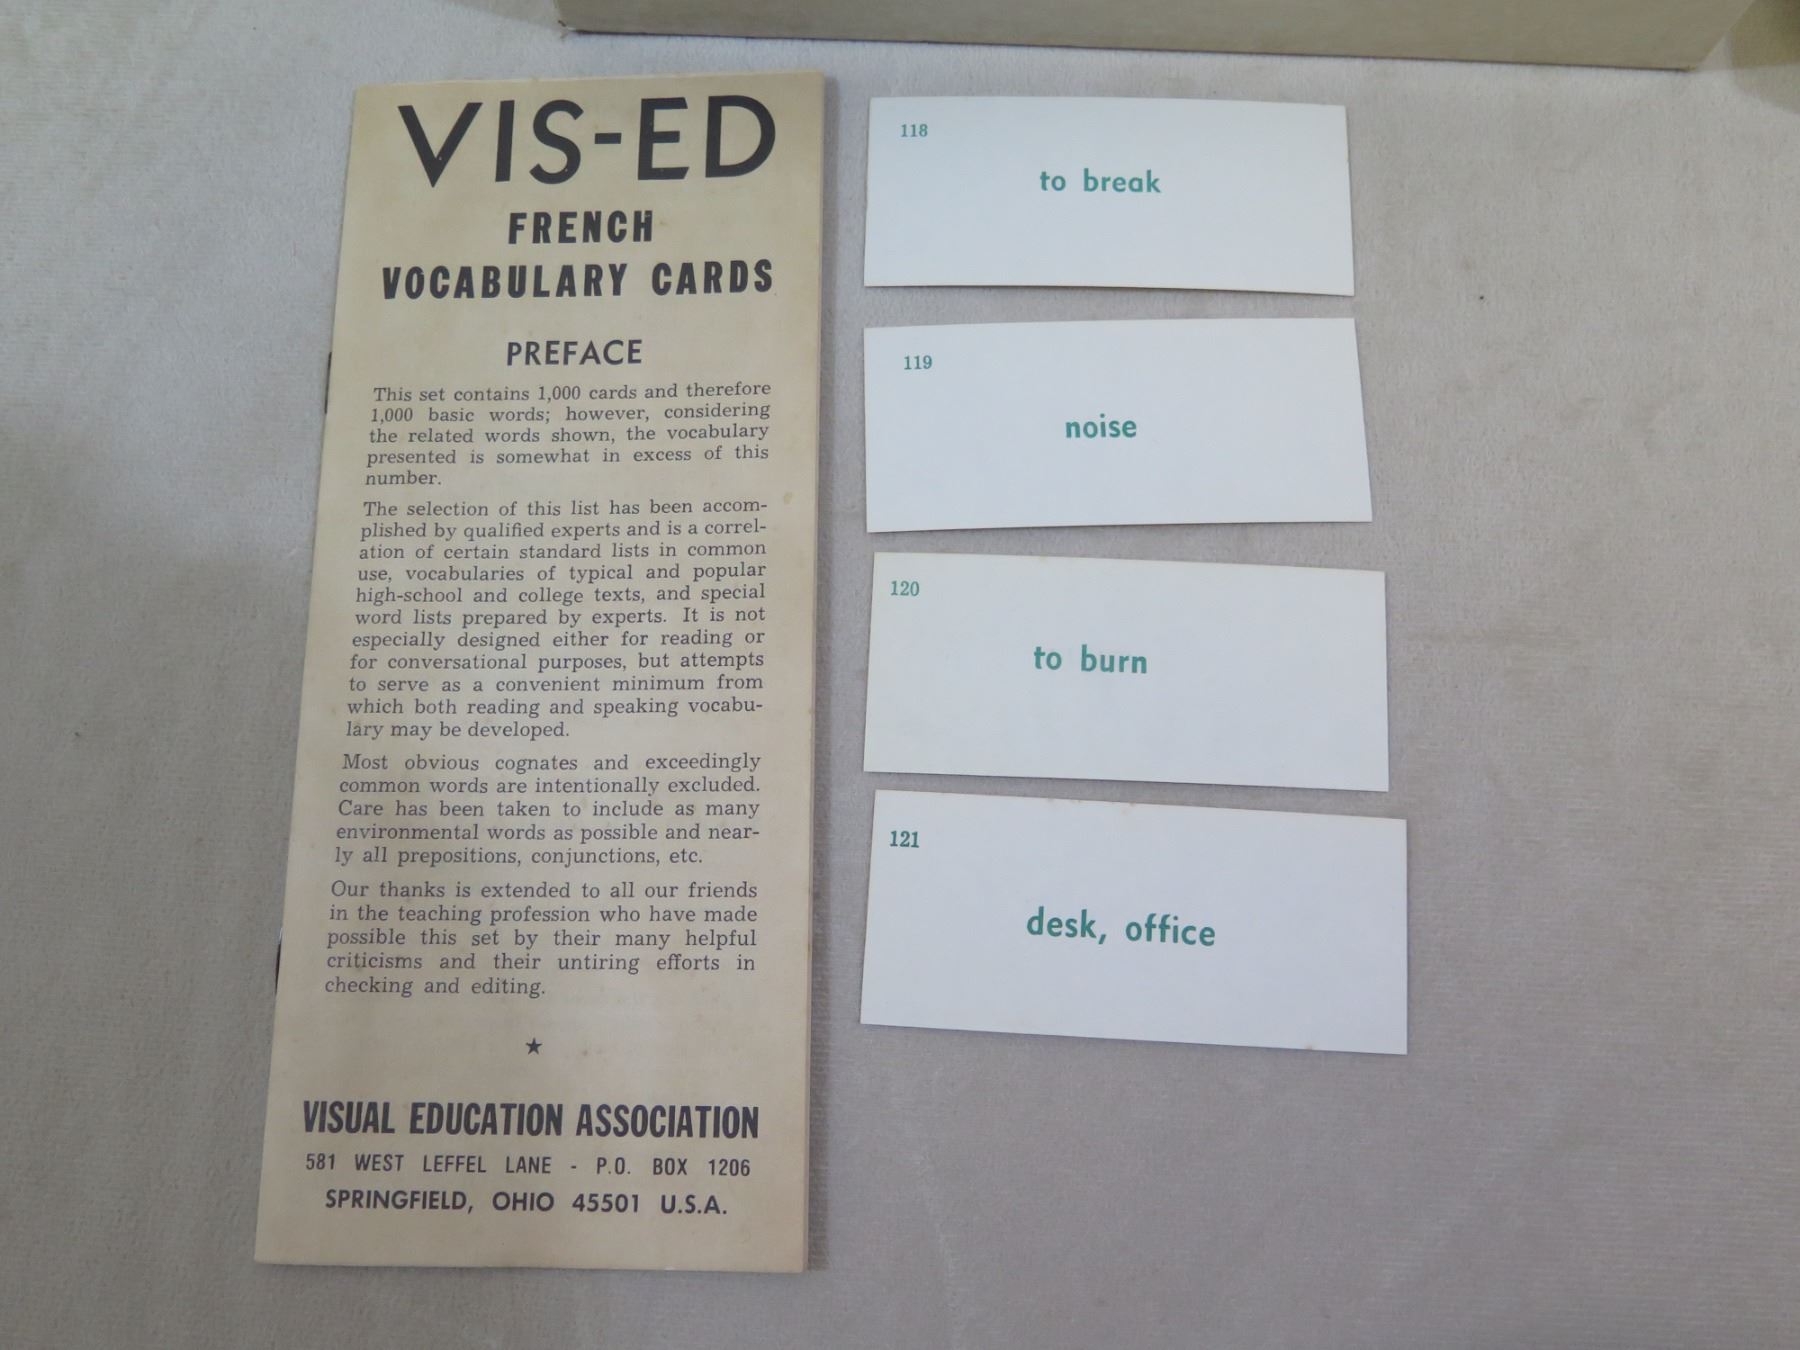 VIS-ED
FRENCH
VOCABULARY CARDS
PREFACE
This set contains 1,000 cards and therefore
1,000 basic words; however, considering
the related words shown, the vocabulary
presented is somewhat in excess of this
number.
The selection of this list has been accom-
plished by qualified experts and is a correl-
ation of certain standard lists in common
use, vocabularies of typical and popular
high-school and college texts, and special
word lists prepared by experts. It is not
especially designed either for reading or
for conversational purposes, but attempts
to serve as a convenient minimum from
which both reading and speaking vocabu-
lary may be developed.
Most obvious cognates and exceedingly
common words are intentionally excluded.
Care has been taken to include as many
environmental words as possible and near-
ly all prepositions, conjunctions, etc.
Our thanks is extended to all our friends
in the teaching profession who have made
possible this set by their many helpful
criticisms and their untiring efforts in
checking and editing.
★
VISUAL EDUCATION ASSOCIATION
581 WEST LEFFEL LANE - P.O. BOX 1206
SPRINGFIELD, OHIO 45501 U.S.A.
118
to break
119
noise
120
to burn
121
desk, office